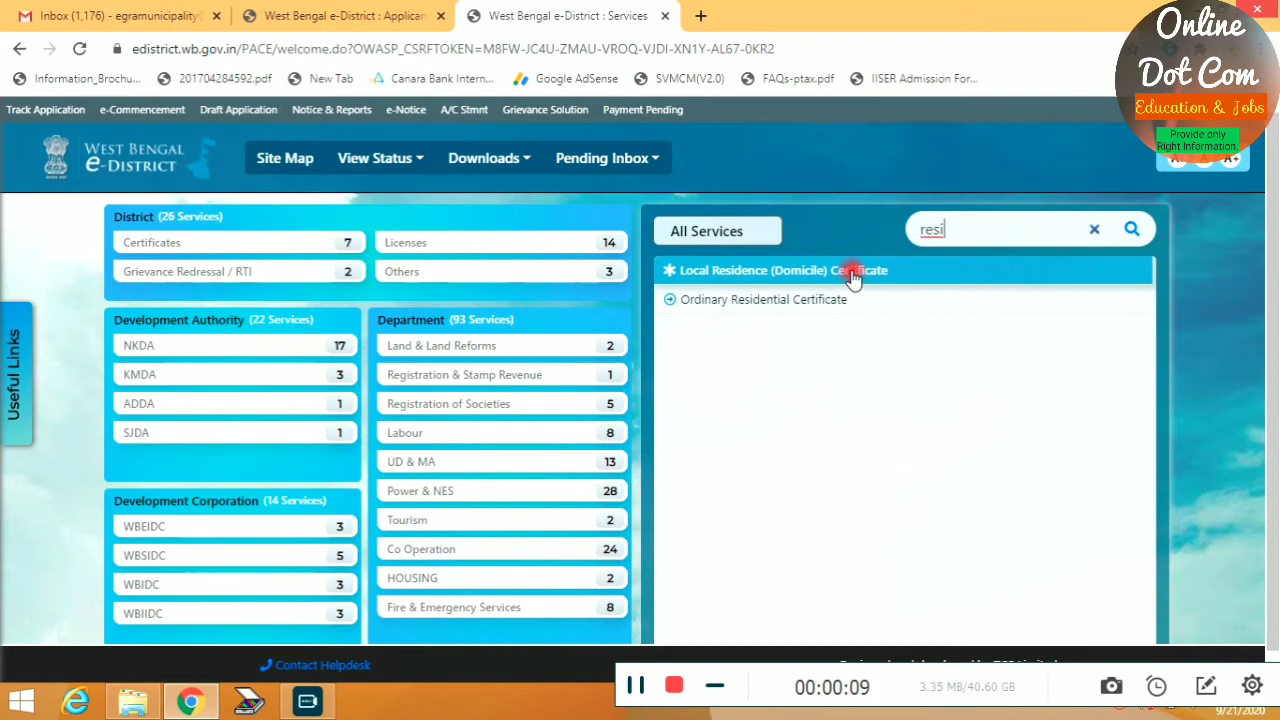 Inbox (1,176) - egramunicipality
West Bengal e-District : Applican
West Bengal e-District : Services
edistrict.wb.gov.in/PACE/welcome.do?OWASP_CSRFTOKEN=M8FW-JC4U-ZMAU-VROQ-VJDI-XN1Y-AL67-0KR2
Information_Brochu...
201704284592.pdf
New Tab
Canara Bank Intern...
Google AdSense
SVMCM(V2.0)
FAQs-ptax.pdf
IISER Admission For...
Online
Dot Com
Education & Jobs
Provide only
Right Information.
Track Application
e-Commencement
Draft Application
Notice & Reports
e-Notice
A/C Stmnt
Grievance Solution
Payment Pending
WEST BENGAL
e-DISTRICT
Site Map
View Status
Downloads
Pending Inbox
A+
District (26 Services)
Certificates 7
Licenses 14
Grievance Redressal / RTI 2
Others 3
Development Authority (22 Services)
NKDA 17
KMDA 3
ADDA 1
SJDA 1
Development Corporation (14 Services)
WBEIDC 3
WBSIDC 5
WBIDC 3
WBIIDC 3
Department (93 Services)
Land & Land Reforms 2
Registration & Stamp Revenue 1
Registration of Societies 5
Labour 8
UD & MA 13
Power & NES 28
Tourism 2
Co Operation 24
HOUSING 2
Fire & Emergency Services 8
All Services
resi
Local Residence (Domicile) Certificate
Ordinary Residential Certificate
Useful Links
Contact Helpdesk
00:00:09
3.35 MB/40.60 GB
9/21/2020